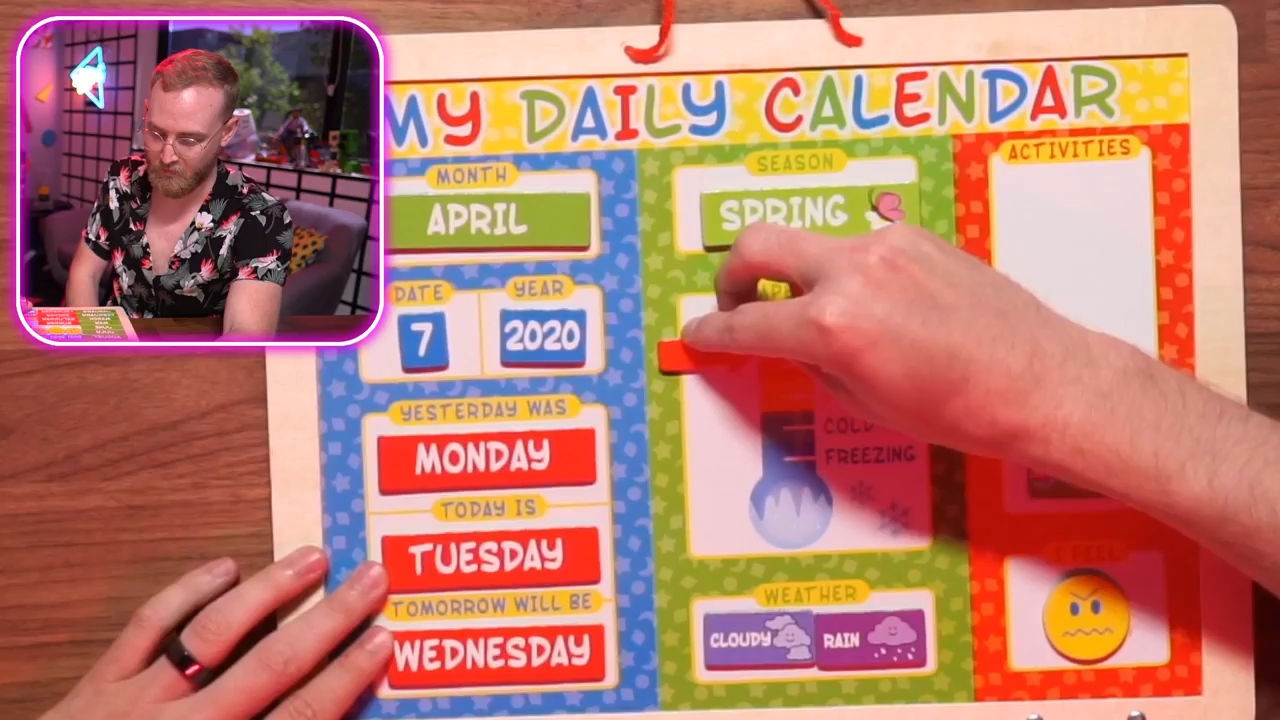 MY DAILY CALENDAR
MONTH
APRIL
DATE
YEAR
7
2020
YESTERDAY WAS
MONDAY
TODAY IS
TUESDAY
TOMORROW WILL BE
WEDNESDAY
SEASON
SPRING
COLD
FREEZING
WEATHER
CLOUDY
RAIN
ACTIVITIES
I FEEL